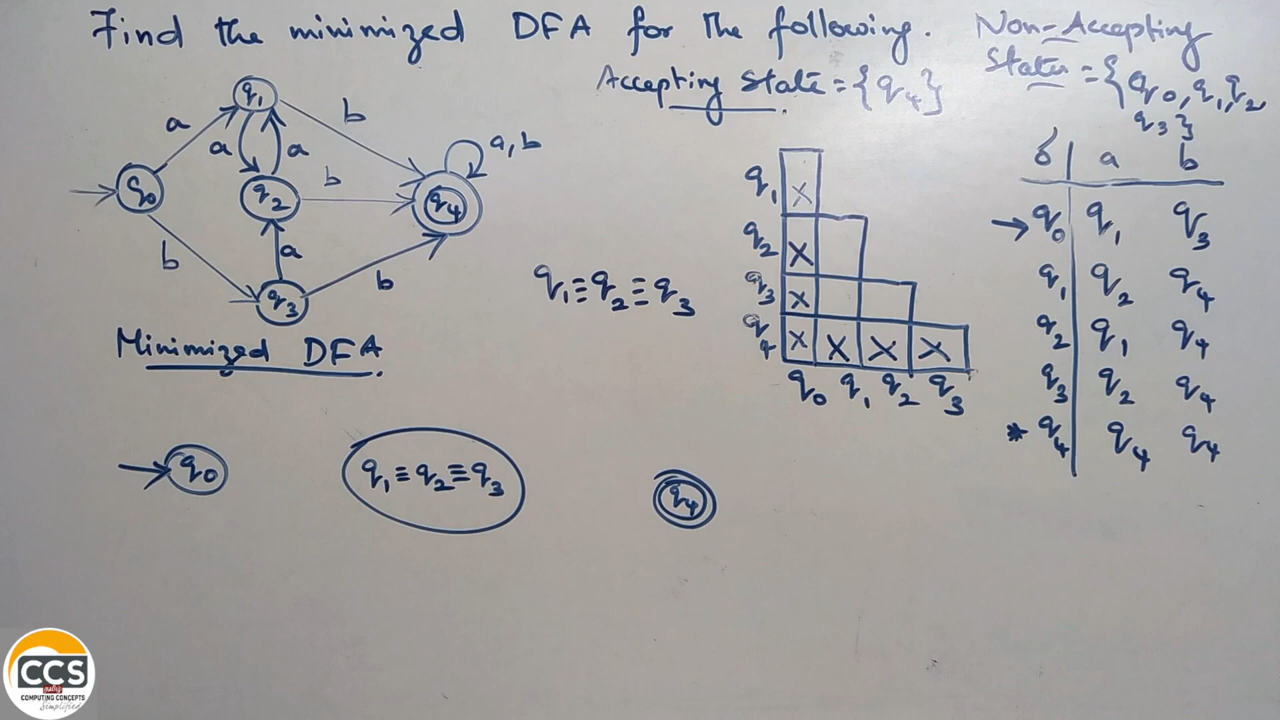 Find the minimized DFA for the following.
Non-Accepting
States = {q0, q1, q2
q3}
Accepting State = {q4}
q1
a
b
a
a
a, b
q0
q2
b
q4
b
a
b
q3
q1 ≡ q2 ≡ q3
q1 X
q2 X
q3 X
q4 X X X X
q0 q1 q2 q3
δ a b
→ q0 q1 q3
q1 q2 q4
q2 q1 q4
q3 q2 q4
* q4 q4 q4
Minimized DFA.
q0
q1 ≡ q2 ≡ q3
q4
CCS
COMPUTING CONCEPTS
Simplified